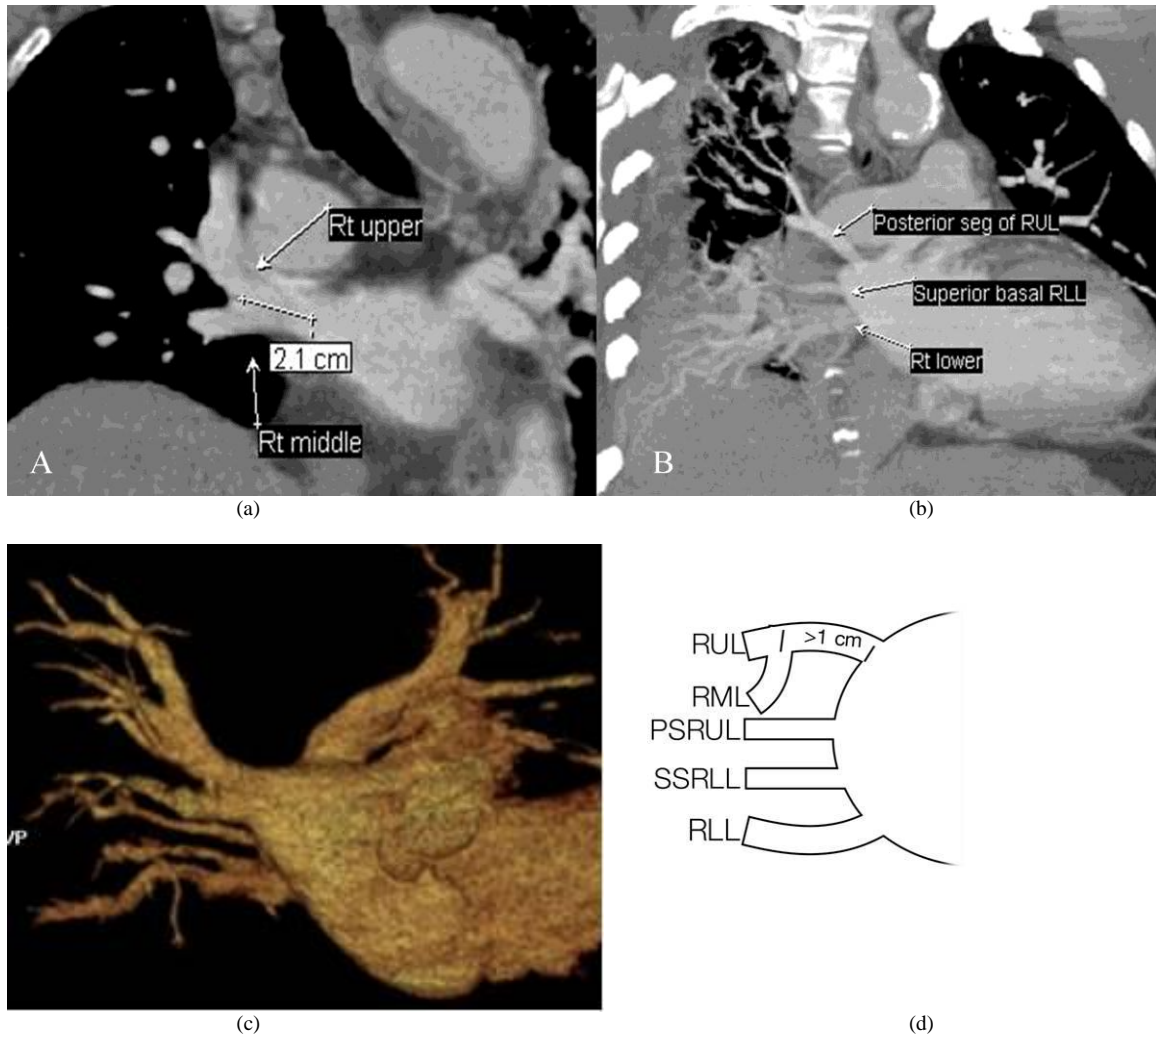 Rt upper
2.1 cm
Rt middle
A
Posterior seg of RUL
Superior basal RLL
Rt lower
B
(a)
(b)
VP
RUL
>1 cm
RML
PSRUL
SSRLL
RLL
(c)
(d)